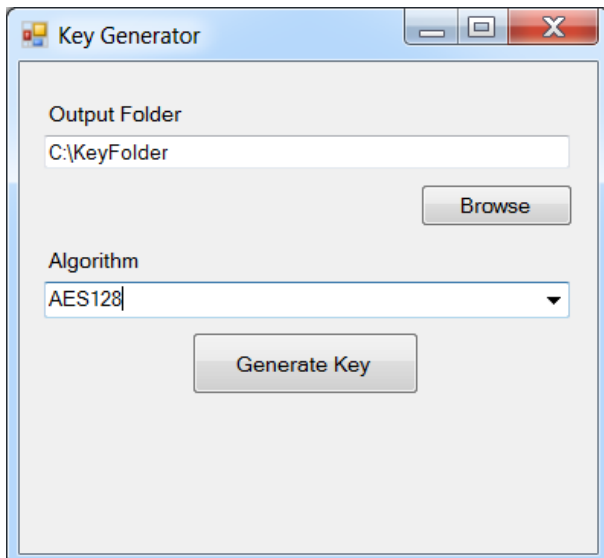 Key Generator
Output Folder
C:\KeyFolder
Browse
Algorithm
AES128
Generate Key